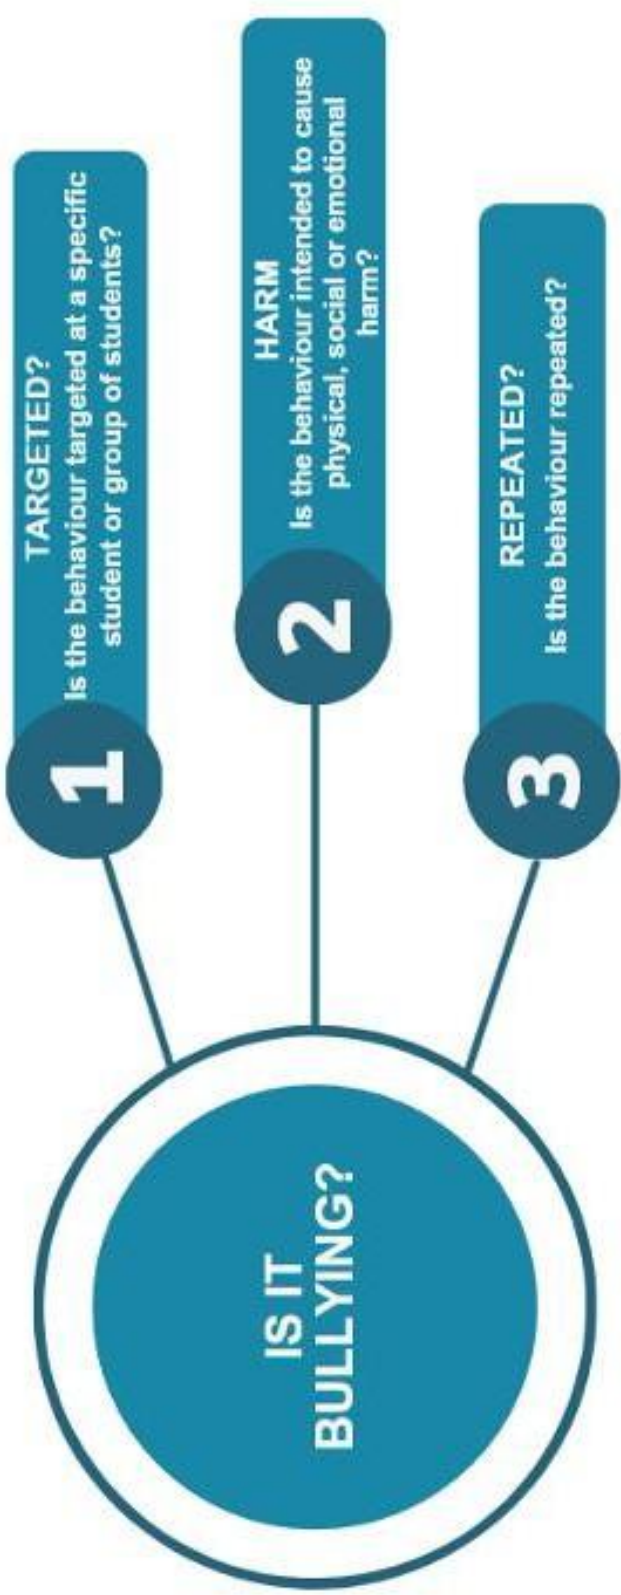 IS IT
BULLYING?
1
TARGETED?
Is the behaviour targeted at a specific
student or group of students?
2
HARM
Is the behaviour intended to cause
physical, social or emotional
harm?
3
REPEATED?
Is the behaviour repeated?